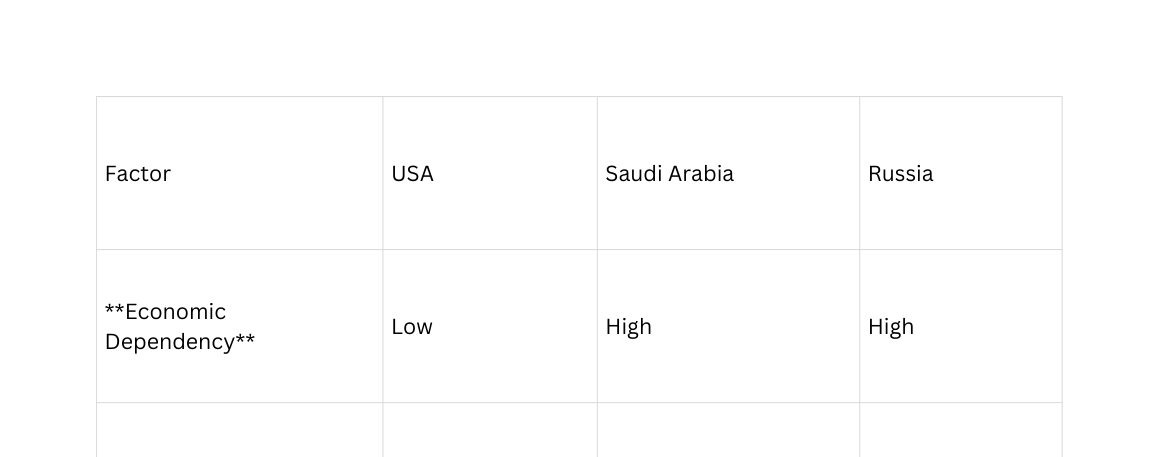 Factor USA Saudi Arabia Russia
**Economic
Dependency** Low High High